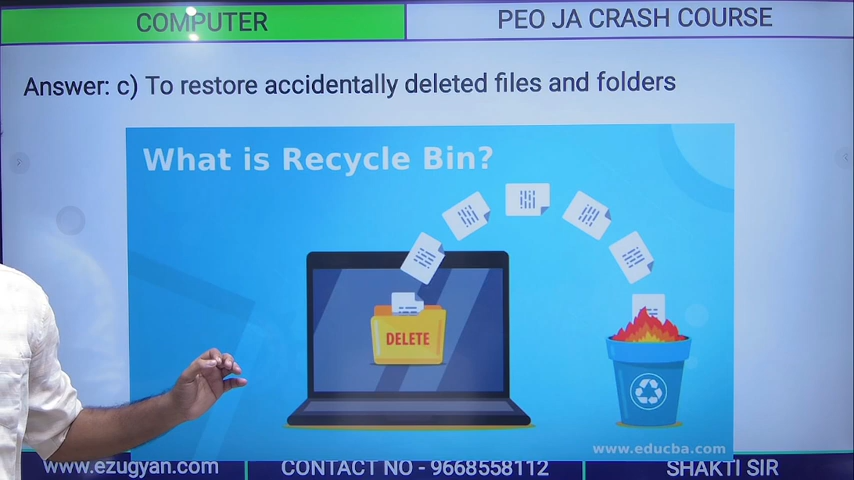 COMPUTER
PEO JA CRASH COURSE
Answer: c) To restore accidentally deleted files and folders
What is Recycle Bin?
DELETE
www.educba.com
www.ezugyan.com
CONTACT NO - 9668558112
SHAKTI SIR